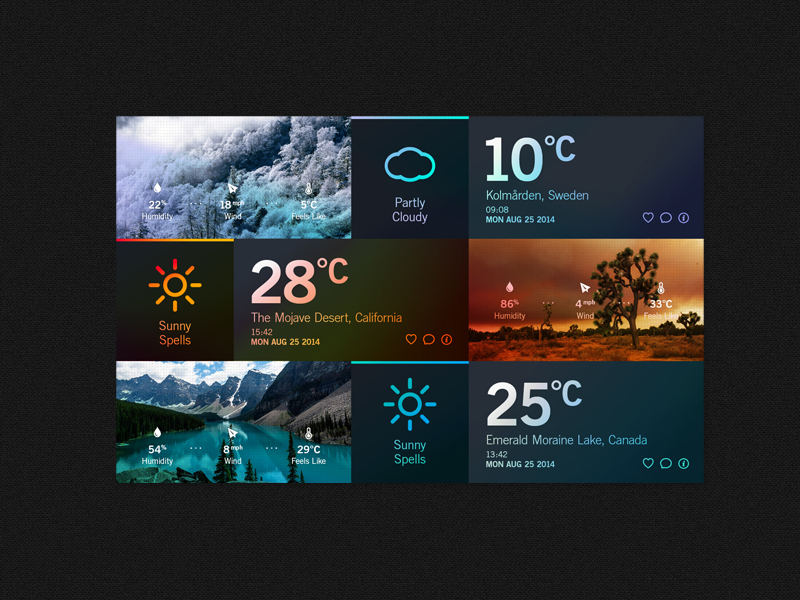 22%
Humidity
18 mph
Wind
5°C
Feels Like
Partly
Cloudy
10°C
Kolmården, Sweden
09:08
MON AUG 25 2014
Sunny
Spells
28°C
The Mojave Desert, California
15:42
MON AUG 25 2014
86%
Humidity
4 mph
Wind
33°C
Feels Like
54%
Humidity
8 mph
Wind
29°C
Feels Like
Sunny
Spells
25°C
Emerald Moraine Lake, Canada
13:42
MON AUG 25 2014